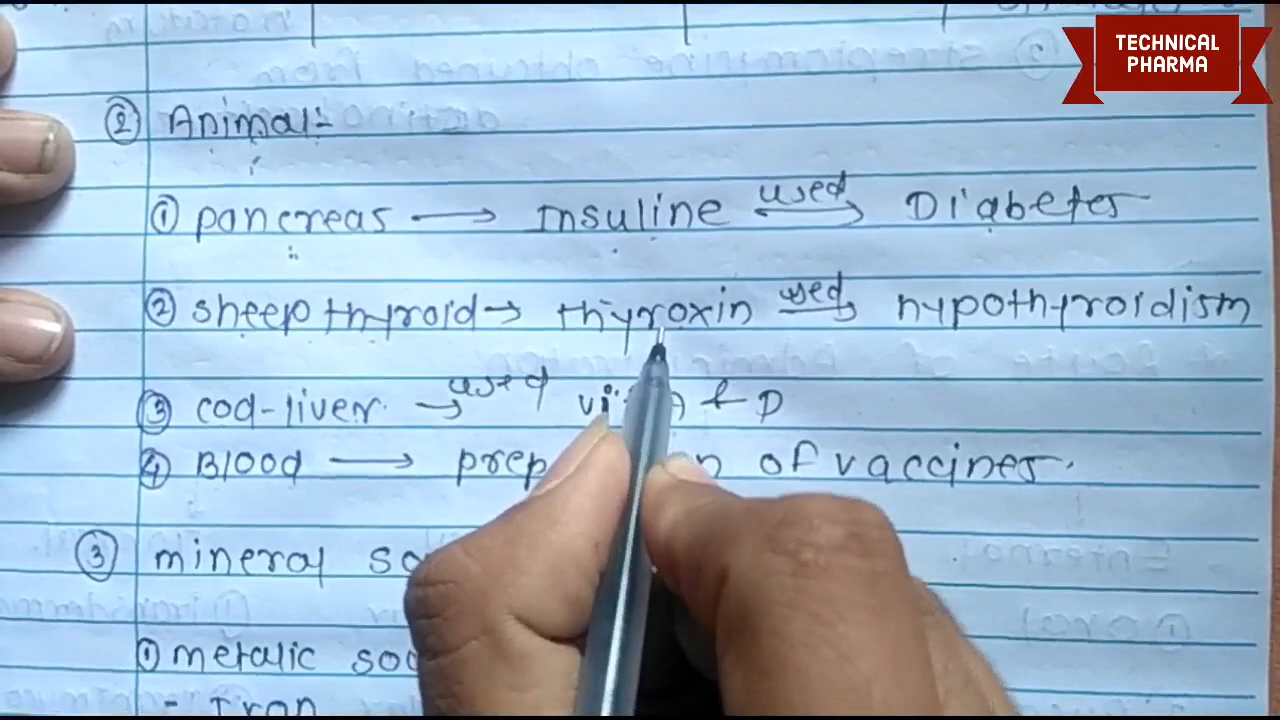 TECHNICAL
PHARMA
② Animal:-
① pancreas → Insuline used → Diabetes
② sheep thyroid → thyroxin used → hypothyroidism
③ cod-liver → used vit A & D
④ Blood → prep n of vaccines.
③ mineral so
① metalic so
- Iron